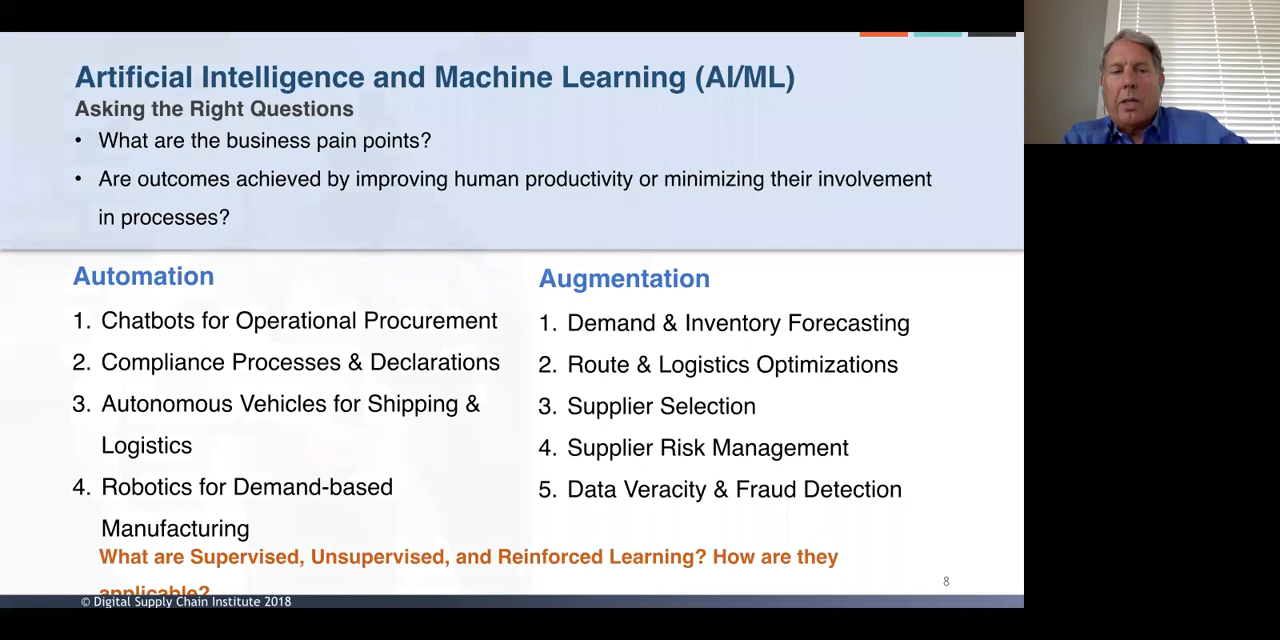 Artificial Intelligence and Machine Learning (AI/ML)
Asking the Right Questions
• What are the business pain points?
• Are outcomes achieved by improving human productivity or minimizing their involvement
in processes?
Automation
1. Chatbots for Operational Procurement
2. Compliance Processes & Declarations
3. Autonomous Vehicles for Shipping &
Logistics
4. Robotics for Demand-based
Manufacturing
Augmentation
1. Demand & Inventory Forecasting
2. Route & Logistics Optimizations
3. Supplier Selection
4. Supplier Risk Management
5. Data Veracity & Fraud Detection
What are Supervised, Unsupervised, and Reinforced Learning? How are they
applicable?
8
© Digital Supply Chain Institute 2018